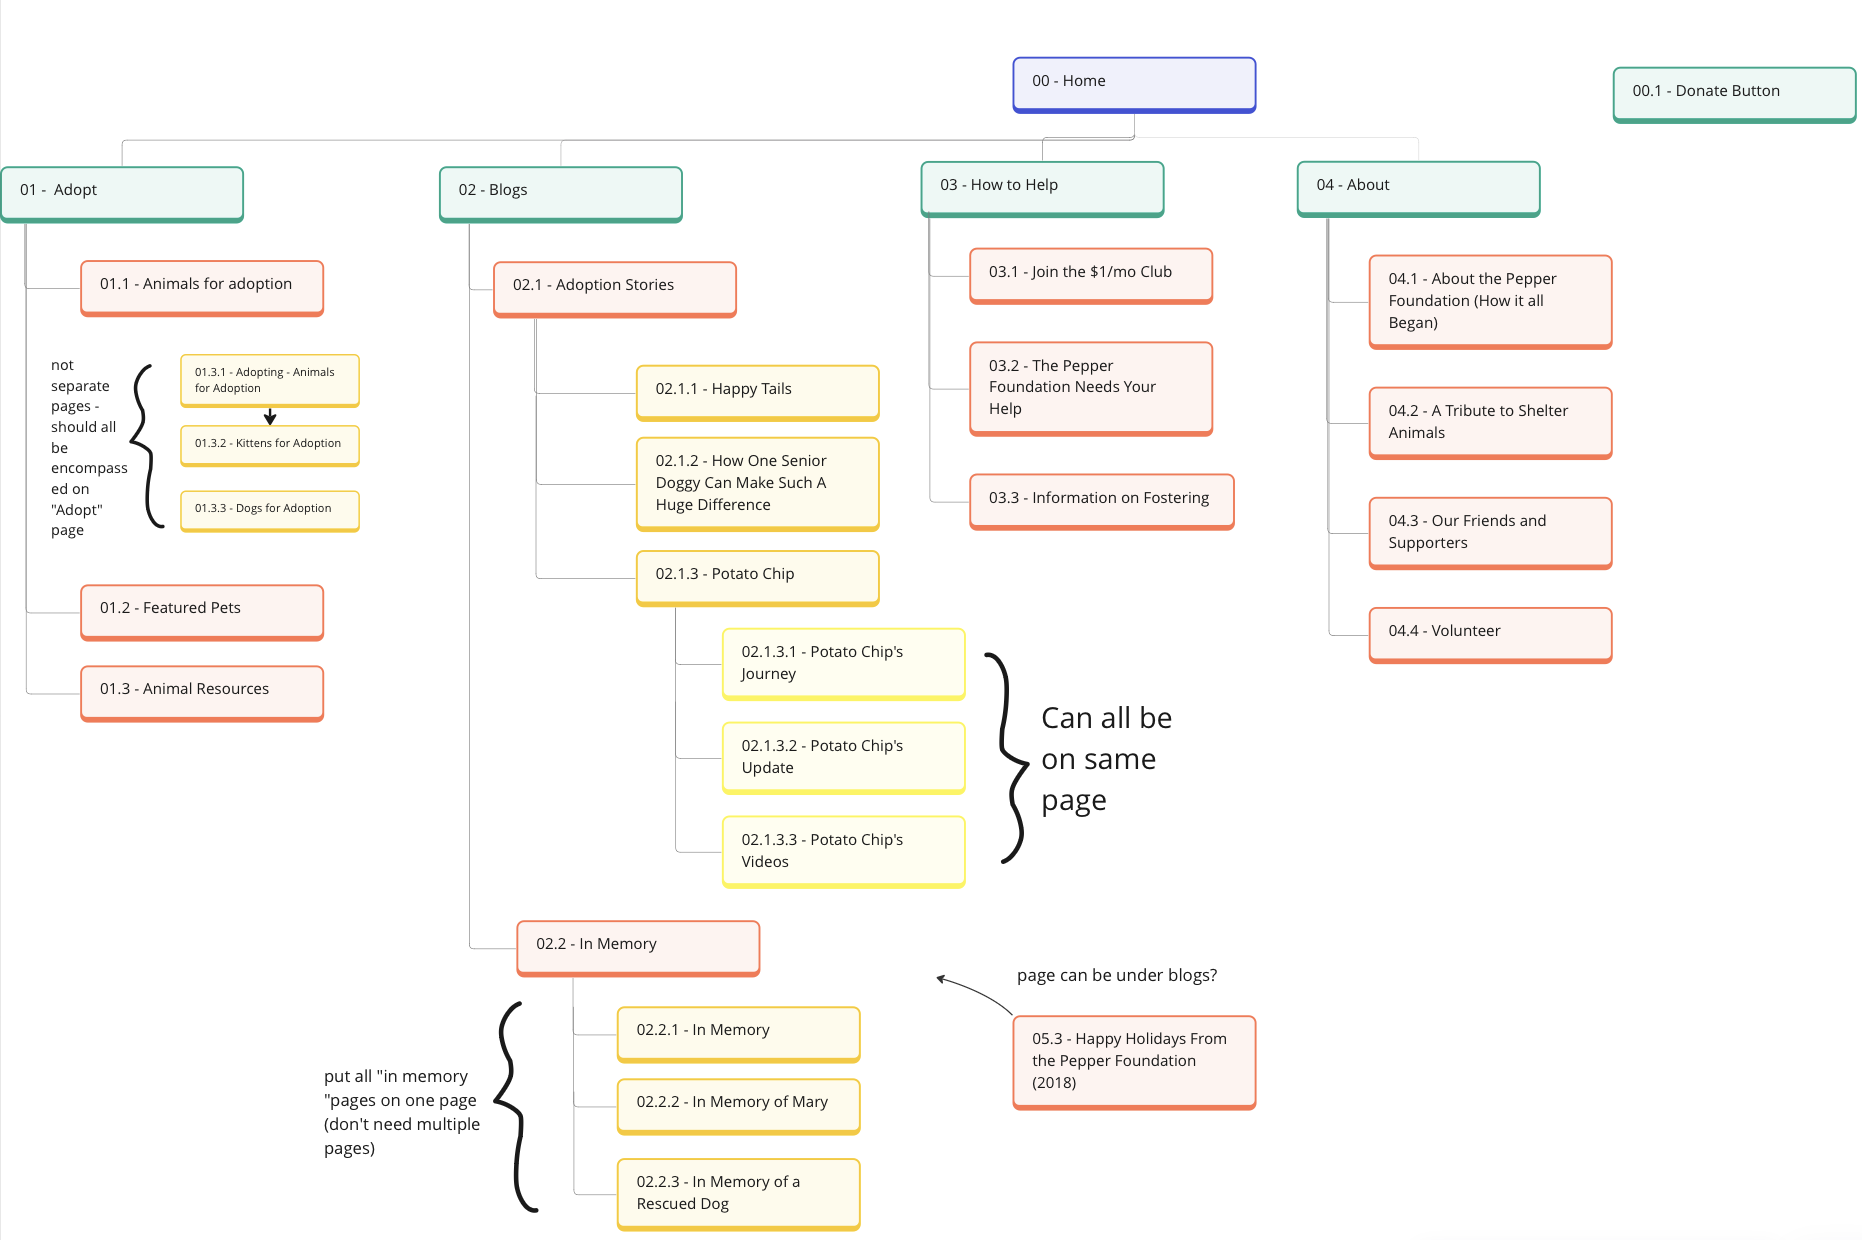 00 - Home
00.1 - Donate Button
01 -  Adopt
01.1 - Animals for adoption
not
separate
pages -
should all
be
encompass
ed on
"Adopt"
page
01.3.1 - Adopting - Animals
for Adoption
01.3.2 - Kittens for Adoption
01.3.3 - Dogs for Adoption
01.2 - Featured Pets
01.3 - Animal Resources
02 - Blogs
02.1 - Adoption Stories
02.1.1 - Happy Tails
02.1.2 - How One Senior
Doggy Can Make Such A
Huge Difference
02.1.3 - Potato Chip
02.1.3.1 - Potato Chip's
Journey
02.1.3.2 - Potato Chip's
Update
02.1.3.3 - Potato Chip's
Videos
Can all be
on same
page
02.2 - In Memory
02.2.1 - In Memory
02.2.2 - In Memory of Mary
02.2.3 - In Memory of a
Rescued Dog
put all "in memory
"pages on one page
(don't need multiple
pages)
page can be under blogs?
05.3 - Happy Holidays From
the Pepper Foundation
(2018)
03 - How to Help
03.1 - Join the $1/mo Club
03.2 - The Pepper
Foundation Needs Your
Help
03.3 - Information on Fostering
04 - About
04.1 - About the Pepper
Foundation (How it all
Began)
04.2 - A Tribute to Shelter
Animals
04.3 - Our Friends and
Supporters
04.4 - Volunteer